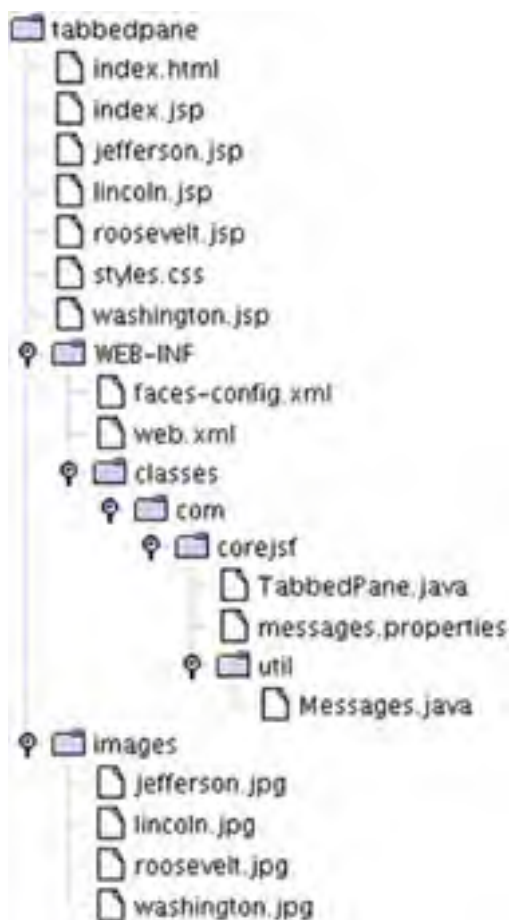 tabbedpane
index.html
index.jsp
jefferson.jsp
lincoln.jsp
roosevelt.jsp
styles.css
washington.jsp
WEB-INF
faces-config.xml
web.xml
classes
com
corejsf
TabbedPane.java
messages.properties
util
Messages.java
images
jefferson.jpg
lincoln.jpg
roosevelt.jpg
washington.jpg